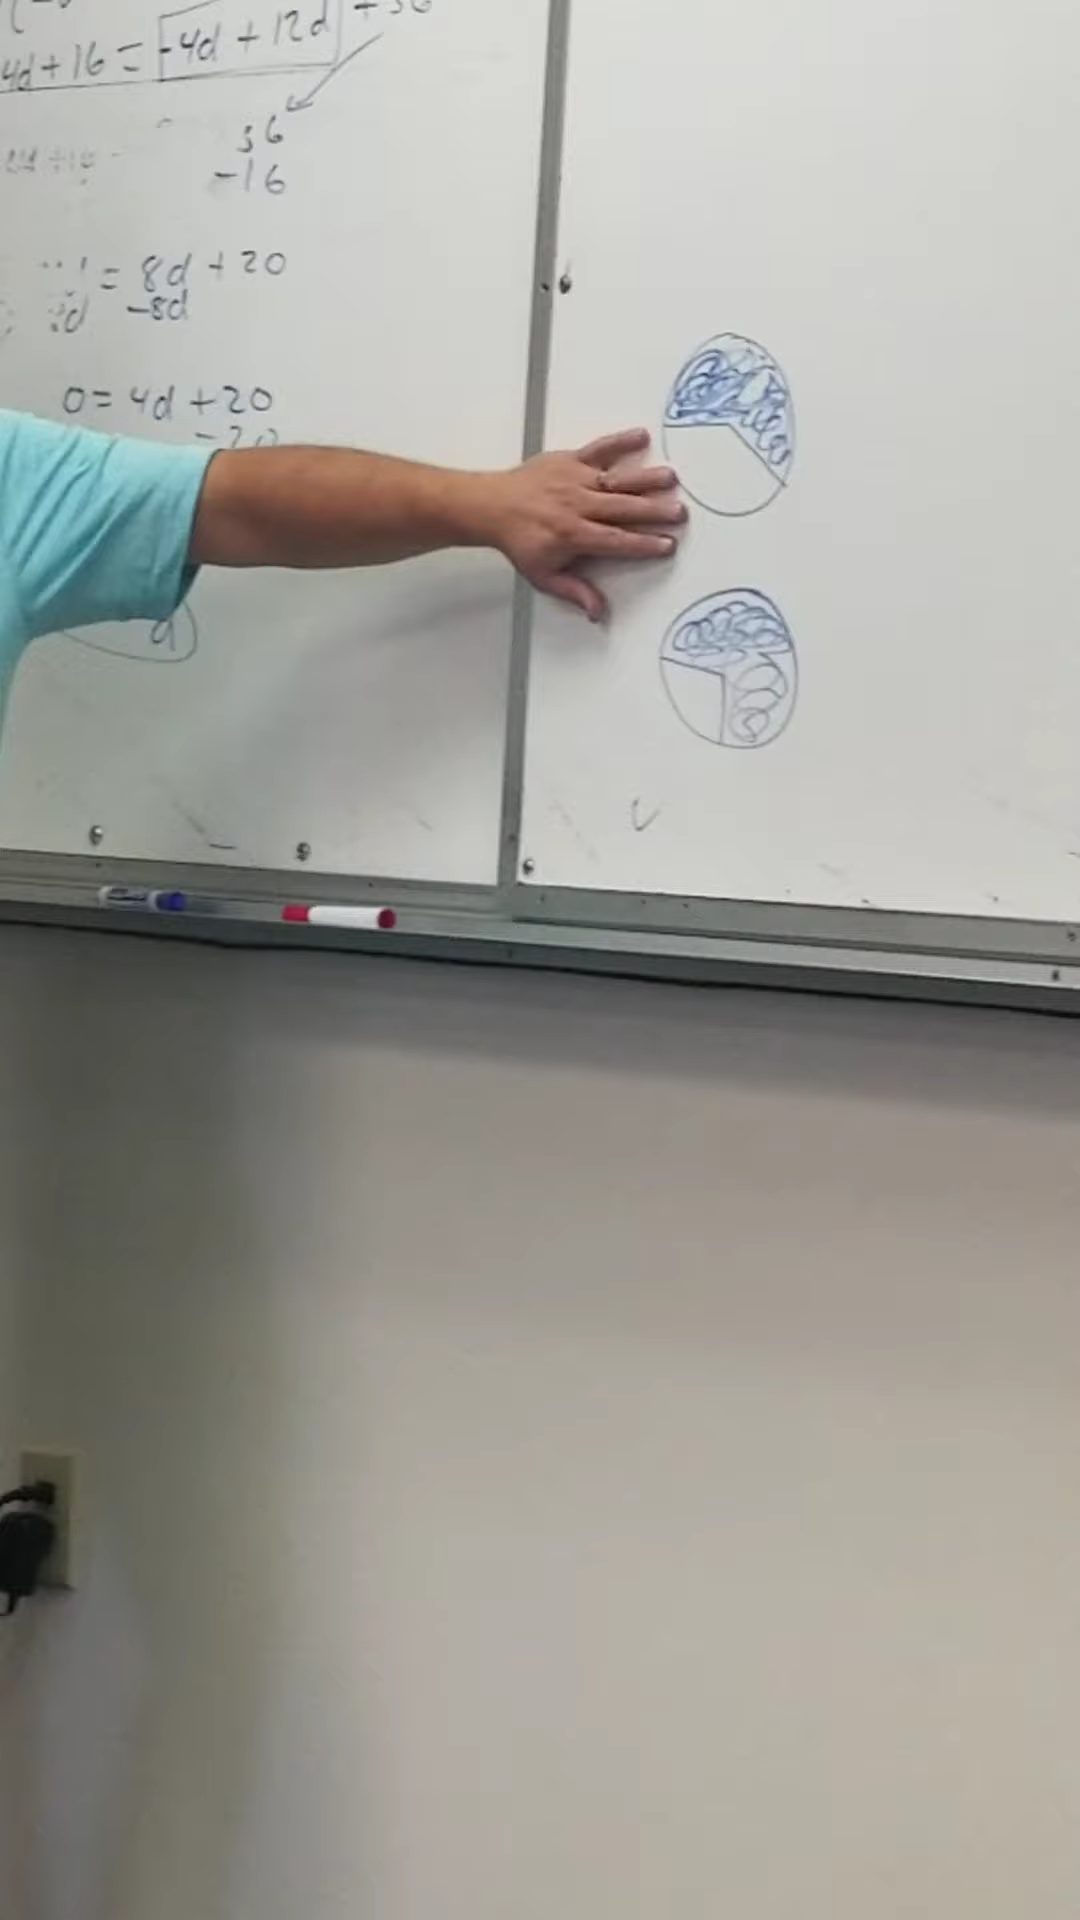 4d + 16 = -4d + 12d + 36
36
-16
= 8d + 20
d -8d
0 = 4d + 20
-20
d